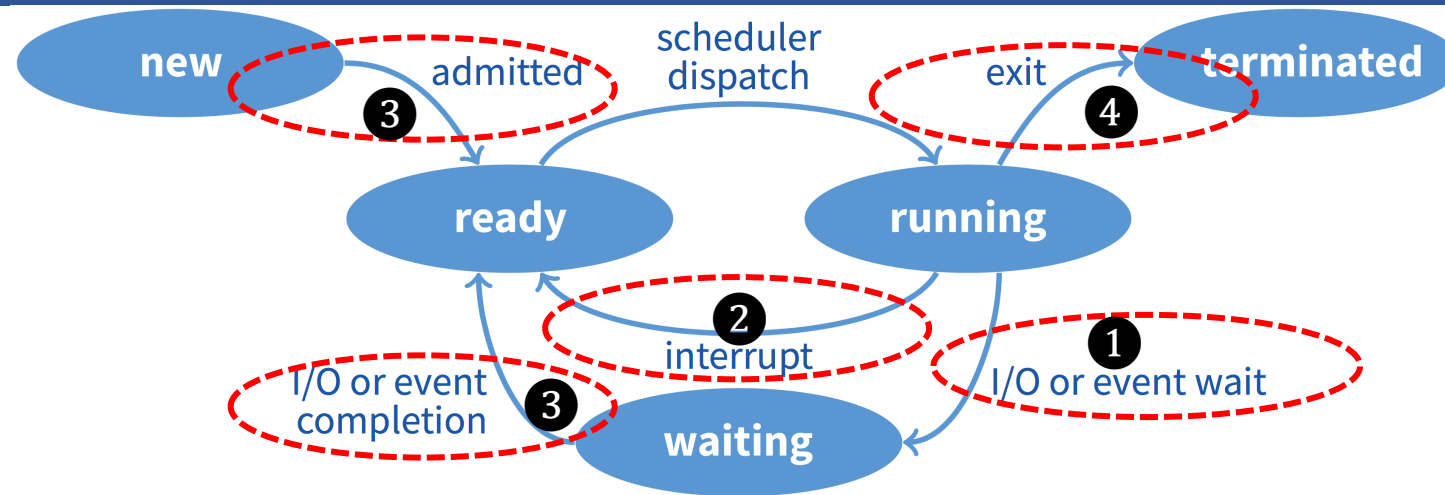 new
admitted
scheduler
dispatch
exit
terminated
3
4
ready
running
2
interrupt
1
I/O or event wait
I/O or event
completion
3
waiting